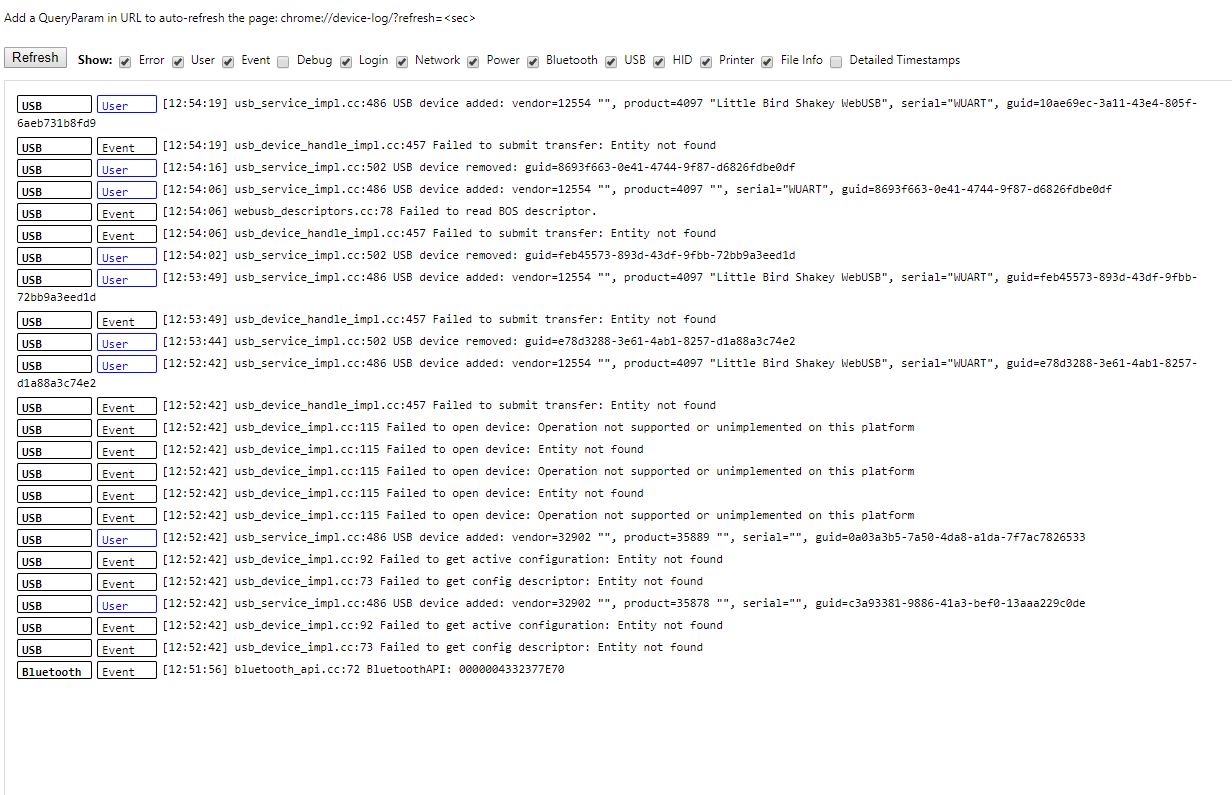 Add a QueryParam in URL to auto-refresh the page: chrome://device-log/?refresh=<sec>
Refresh Show: Error User Event Debug Login Network Power Bluetooth USB HID Printer File Info Detailed Timestamps
USB User [12:54:19] usb_service_impl.cc:486 USB device added: vendor=12554 "", product=4097 "Little Bird Shakey WebUSB", serial="WUART", guid=10ae69ec-3a11-43e4-805f-
6aeb731b8fd9
USB Event [12:54:19] usb_device_handle_impl.cc:457 Failed to submit transfer: Entity not found
USB User [12:54:16] usb_service_impl.cc:502 USB device removed: guid=8693f663-0e41-4744-9f87-d6826fdbe0df
USB User [12:54:06] usb_service_impl.cc:486 USB device added: vendor=12554 "", product=4097 "", serial="WUART", guid=8693f663-0e41-4744-9f87-d6826fdbe0df
USB Event [12:54:06] webusb_descriptors.cc:78 Failed to read BOS descriptor.
USB Event [12:54:06] usb_device_handle_impl.cc:457 Failed to submit transfer: Entity not found
USB User [12:54:02] usb_service_impl.cc:502 USB device removed: guid=feb45573-893d-43df-9fbb-72bb9a3eed1d
USB User [12:53:49] usb_service_impl.cc:486 USB device added: vendor=12554 "", product=4097 "Little Bird Shakey WebUSB", serial="WUART", guid=feb45573-893d-43df-9fbb-
72bb9a3eed1d
USB Event [12:53:49] usb_device_handle_impl.cc:457 Failed to submit transfer: Entity not found
USB User [12:53:44] usb_service_impl.cc:502 USB device removed: guid=e78d3288-3e61-4ab1-8257-d1a88a3c74e2
USB User [12:52:42] usb_service_impl.cc:486 USB device added: vendor=12554 "", product=4097 "Little Bird Shakey WebUSB", serial="WUART", guid=e78d3288-3e61-4ab1-8257-
d1a88a3c74e2
USB Event [12:52:42] usb_device_handle_impl.cc:457 Failed to submit transfer: Entity not found
USB Event [12:52:42] usb_device_impl.cc:115 Failed to open device: Operation not supported or unimplemented on this platform
USB Event [12:52:42] usb_device_impl.cc:115 Failed to open device: Entity not found
USB Event [12:52:42] usb_device_impl.cc:115 Failed to open device: Operation not supported or unimplemented on this platform
USB Event [12:52:42] usb_device_impl.cc:115 Failed to open device: Entity not found
USB Event [12:52:42] usb_device_impl.cc:115 Failed to open device: Operation not supported or unimplemented on this platform
USB User [12:52:42] usb_service_impl.cc:486 USB device added: vendor=32902 "", product=35889 "", serial="", guid=0a03a3b5-7a50-4da8-a1da-7f7ac7826533
USB Event [12:52:42] usb_device_impl.cc:92 Failed to get active configuration: Entity not found
USB Event [12:52:42] usb_device_impl.cc:73 Failed to get config descriptor: Entity not found
USB User [12:52:42] usb_service_impl.cc:486 USB device added: vendor=32902 "", product=35878 "", serial="", guid=c3a93381-9886-41a3-bef0-13aaa229c0de
USB Event [12:52:42] usb_device_impl.cc:92 Failed to get active configuration: Entity not found
USB Event [12:52:42] usb_device_impl.cc:73 Failed to get config descriptor: Entity not found
Bluetooth Event [12:51:56] bluetooth_api.cc:72 BluetoothAPI: 0000004332377E70